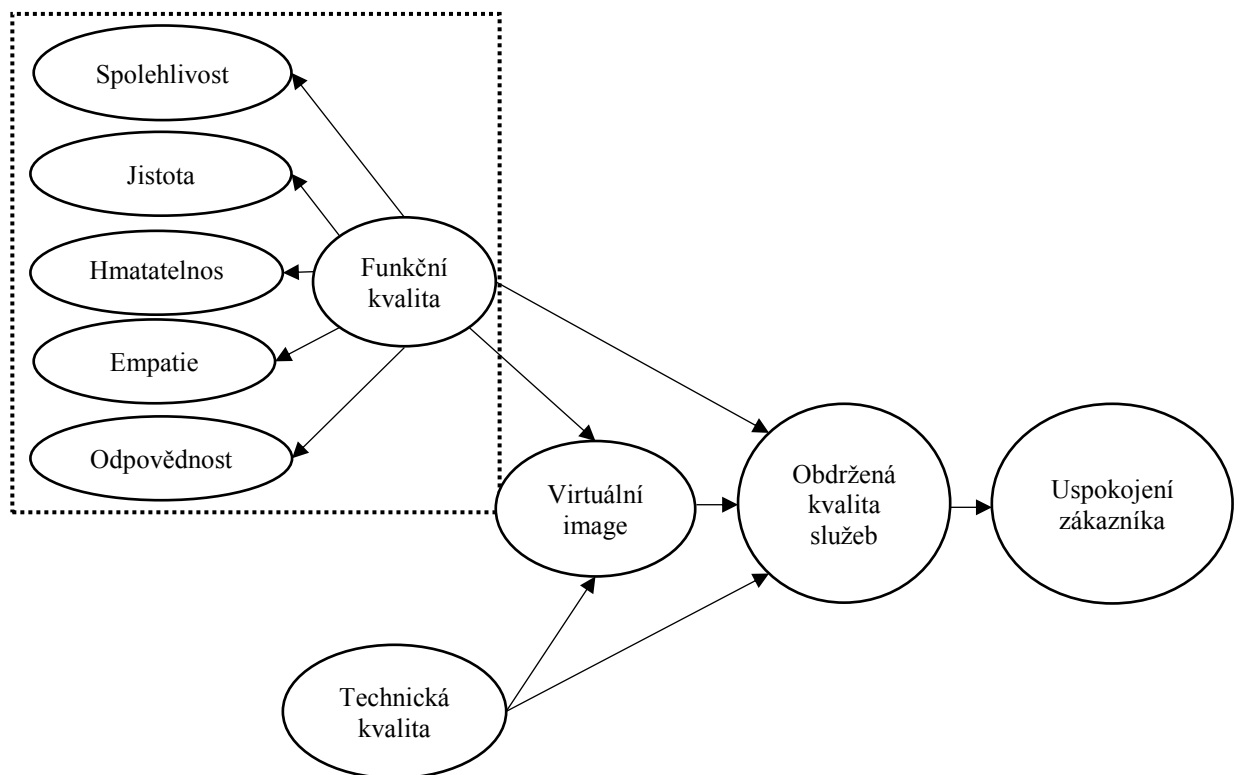 Spolehlivost
Jistota
Hmatatelnos
Empatie
Odpovědnost
Funkční
kvalita
Virtuální
image
Technická
kvalita
Obdržená
kvalita
služeb
Uspokojení
zákazníka